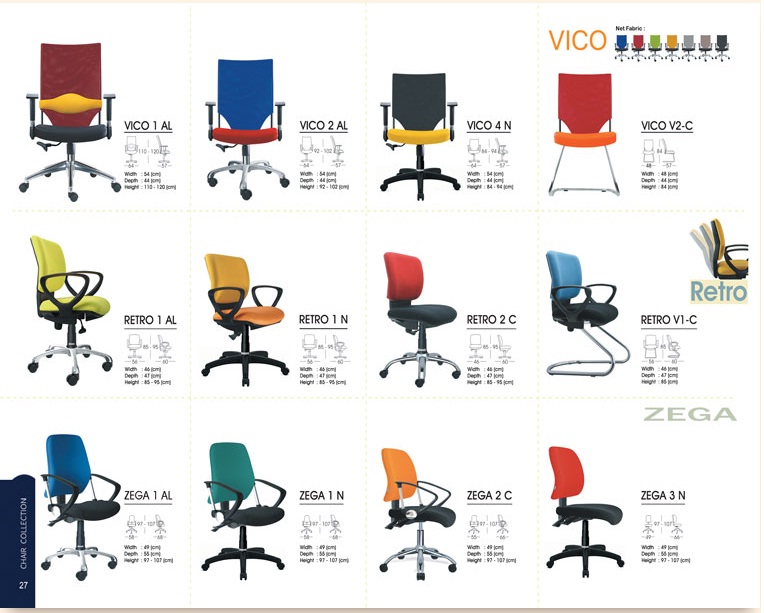 VICO
Net Fabric :
VICO 1 AL
110 - 120
64
57
Width : 54 (cm)
Depth : 44 (cm)
Height : 110 - 120 (cm)
VICO 2 AL
92 - 102
64
57
Width : 54 (cm)
Depth : 44 (cm)
Height : 92 - 102 (cm)
VICO 4 N
84 - 94
64
57
Width : 54 (cm)
Depth : 44 (cm)
Height : 84 - 94 (cm)
VICO V2-C
84
48
57
Width : 48 (cm)
Depth : 44 (cm)
Height : 84 (cm)
Retro
RETRO 1 AL
85 - 95
56
60
Width : 46 (cm)
Depth : 47 (cm)
Height : 85 - 95 (cm)
RETRO 1 N
85 - 95
56
60
Width : 46 (cm)
Depth : 47 (cm)
Height : 85 - 95 (cm)
RETRO 2 C
85 - 95
46
60
Width : 46 (cm)
Depth : 47 (cm)
Height : 85 - 95 (cm)
RETRO V1-C
85
56
60
Width : 46 (cm)
Depth : 47 (cm)
Height : 85 (cm)
ZEGA
ZEGA 1 AL
97 - 107
58
68
Width : 49 (cm)
Depth : 55 (cm)
Height : 97 - 107 (cm)
ZEGA 1 N
97 - 107
58
68
Width : 49 (cm)
Depth : 55 (cm)
Height : 97 - 107 (cm)
ZEGA 2 C
97 - 107
55
66
Width : 49 (cm)
Depth : 55 (cm)
Height : 97 - 107 (cm)
ZEGA 3 N
97 - 107
49
66
Width : 49 (cm)
Depth : 55 (cm)
Height : 97 - 107 (cm)
CHAIR COLLECTION
27